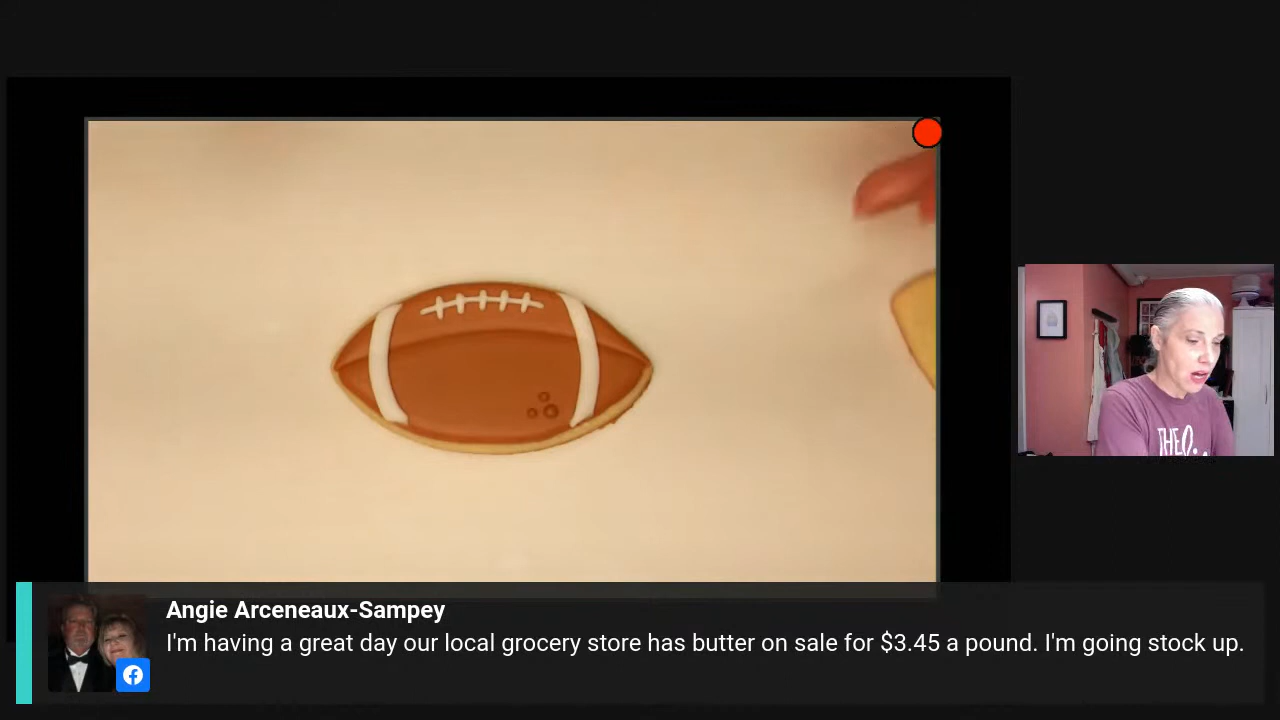 THE
Angie Arceneaux-Sampey
I'm having a great day our local grocery store has butter on sale for $3.45 a pound. I'm going stock up.